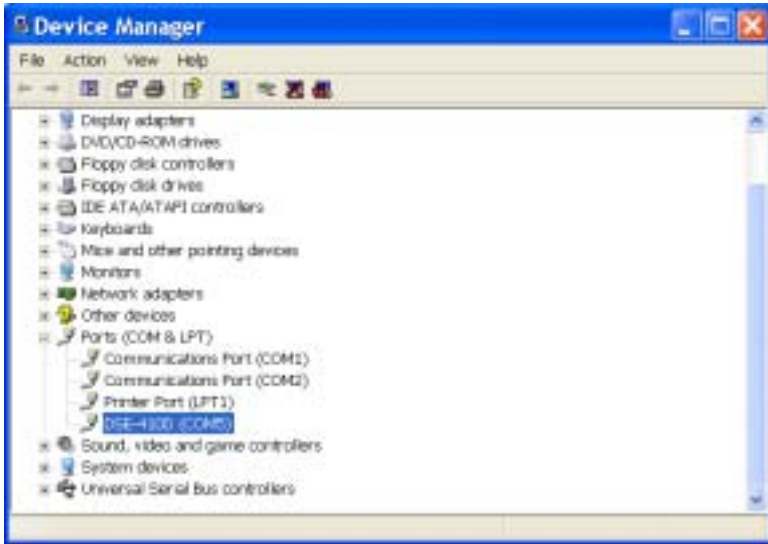 Device Manager
File Action View Help
Display adapters
DVD/CD-ROM drives
Floppy disk controllers
Floppy disk drives
IDE ATA/ATAPI controllers
Keyboards
Mice and other pointing devices
Monitors
Network adapters
Other devices
Ports (COM & LPT)
Communications Port (COM1)
Communications Port (COM2)
Printer Port (LPT1)
DSE-410D (COM5)
Sound, video and game controllers
System devices
Universal Serial Bus controllers